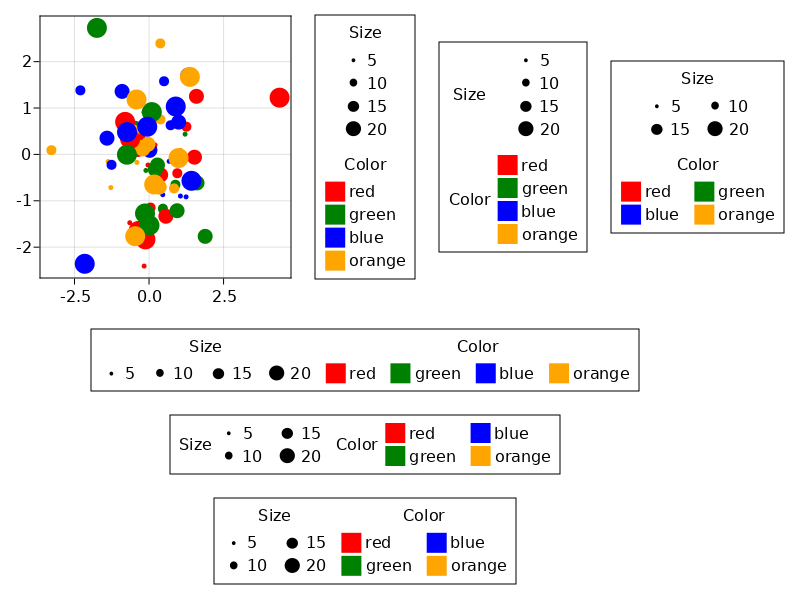 2
1
0
-1
-2
-2.5 0.0 2.5
Size
5
10
15
20
Color
red
green
blue
orange
Size
5
10
15
20
Color
red
green
blue
orange
Size
5 10
15 20
Color
red green
blue orange
Size Color
5 10 15 20 red green blue orange
Size 5 15 Color red blue
10 20 green orange
Size Color
5 15 red blue
10 20 green orange